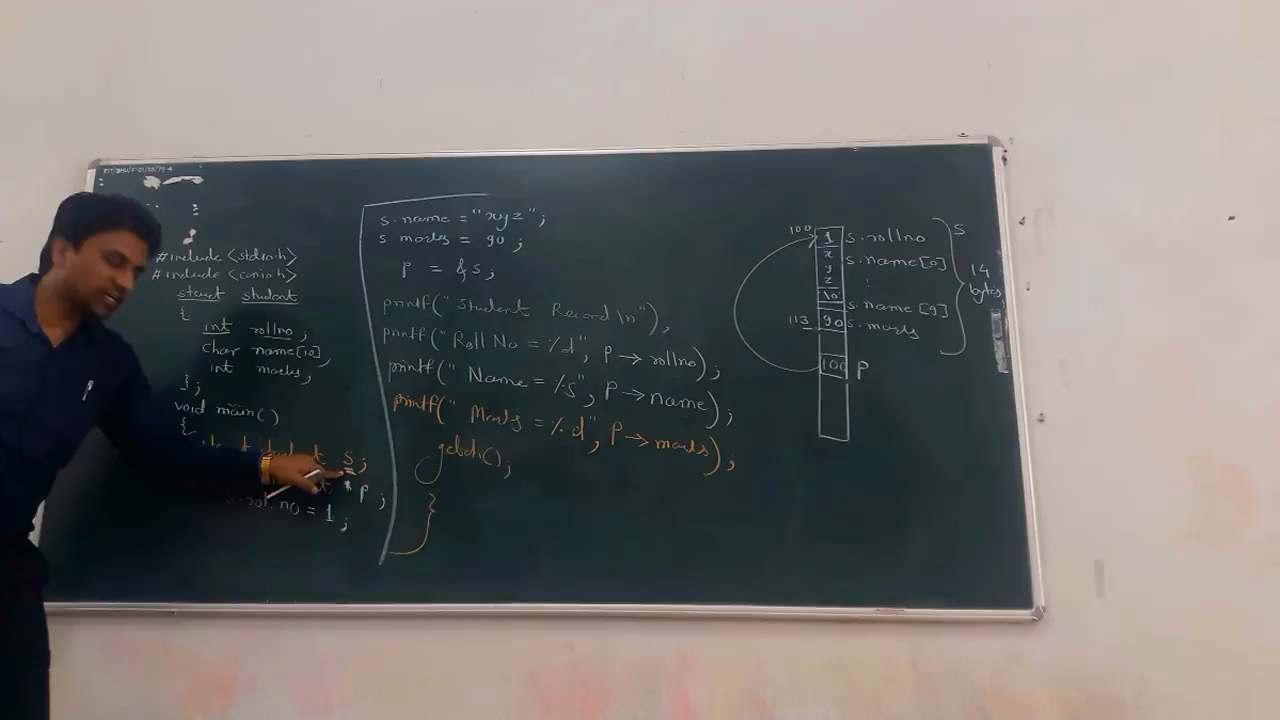 #include <stdio.h>
#include <conio.h>
struct student
{
int rollno;
char name[10],
int marks;
};
void main()
{
s;
*p;
s.rol.no = 1;
s.name = "xyz";
s marks = 90;
p = &s;
printf(" Student Record \n"),
printf(" Roll No = %d", p→rollno);
printf(" Name = %s", p→name);
printf(" Marks = %d", p→marks);
getch();
}
100 1 s.rollno
x s.name[0]
y
z :
\0 s.name[9]
113 90 s.marks
100 p
s
14
bytes